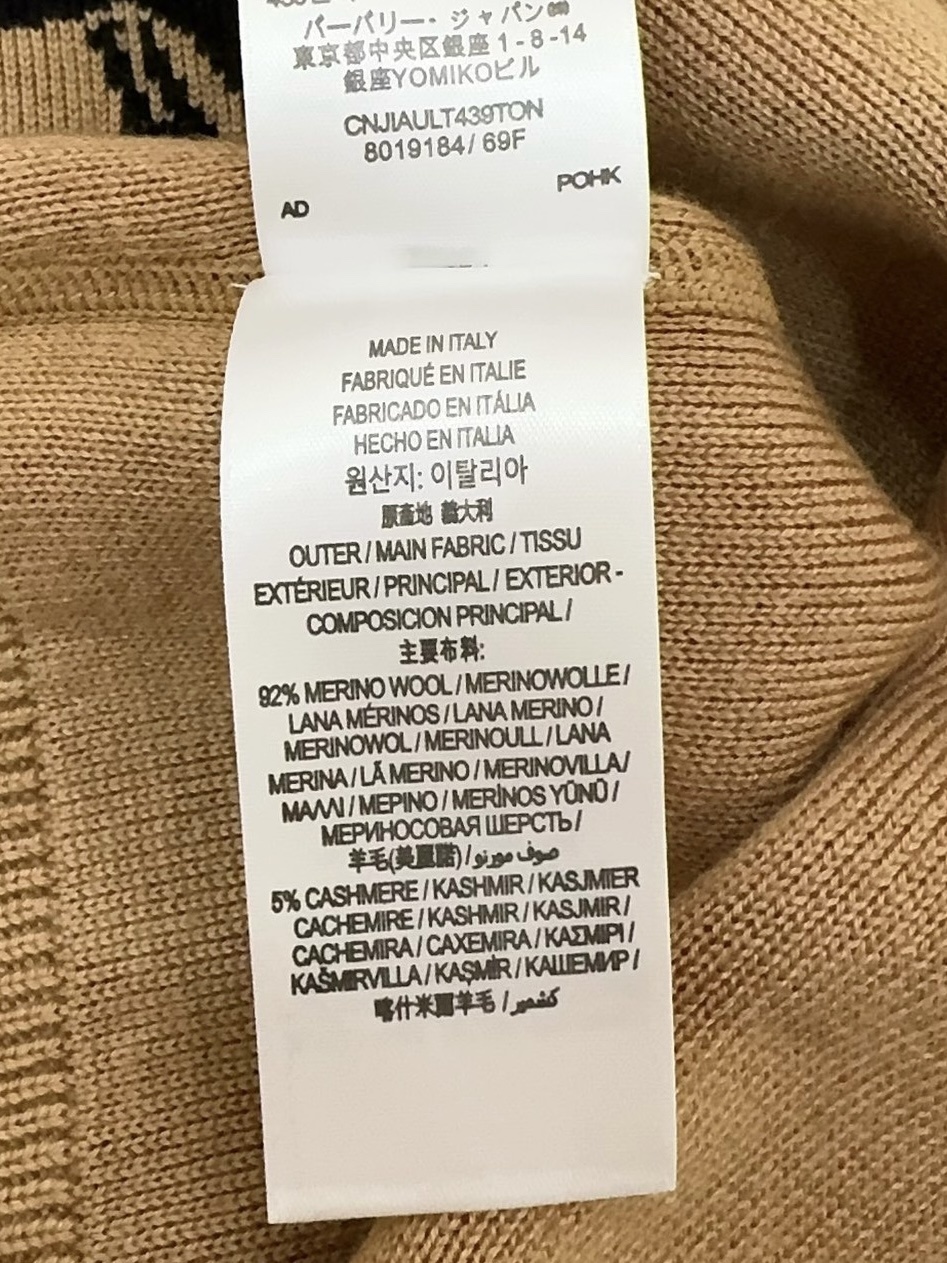 バーバリー・ジャパン㈱
東京都中央区銀座1-8-14
銀座YOMIKOビル
CNJIAULT439TON
8019184/69F
POHK
AD
MADE IN ITALY
FABRIQUÉ EN ITALIE
FABRICADO EN ITÁLIA
HECHO EN ITALIA
원산지: 이탈리아
原產地 義大利
OUTER / MAIN FABRIC / TISSU
EXTÉRIEUR / PRINCIPAL / EXTERIOR -
COMPOSICION PRINCIPAL /
主要布料:
92% MERINO WOOL / MERINOWOLLE /
LANA MÉRINOS / LANA MERINO /
MERINOWOL / MERINOULL / LANA
MERINA / LÃ MERINO / MERINOVILLA /
ΜΑΛΛΙ / ΜΕΡΙΝΟ / MERİNOS YÜNÜ /
МЕРИНОСОВАЯ ШЕРСТЬ /
羊毛(美麗諾) / صوف مورنو
5% CASHMERE / KASHMIR / KASJMIER
CACHEMIRE / KASHMIR / KASJMIR /
CACHEMIRA / CAXEMIRA / ΚΑΣΜΙΡΙ /
KAŠMIRVILLA / KAŞMİR / КАШЕМИР /
喀什米爾羊毛 / كشمير